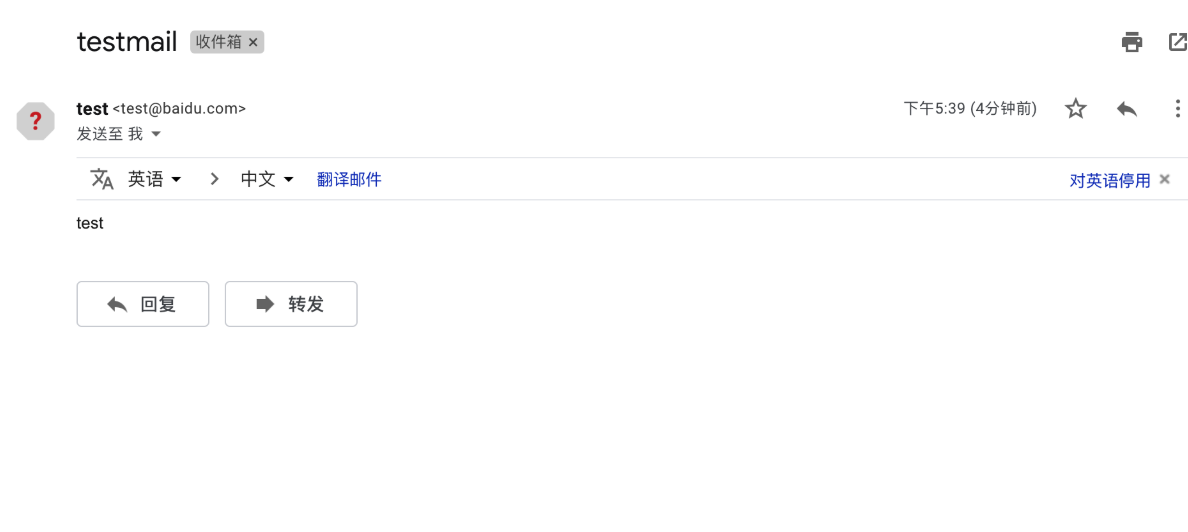 testmail 收件箱 ×
? test <test@baidu.com> 下午5:39 (4分钟前)
发送至 我
英语 > 中文 翻译邮件 对英语停用 ×
test
回复 转发